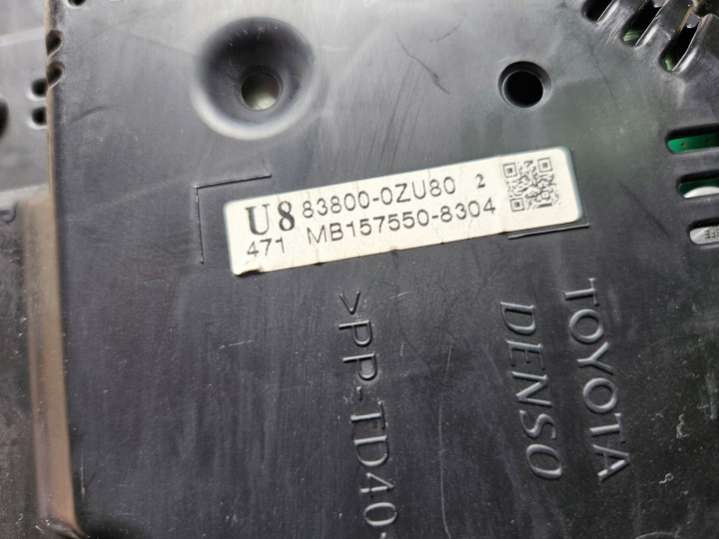 U8 83800-0ZU80 2
471 MB157550-8304
TOYOTA
DENSO
>PP-TD40